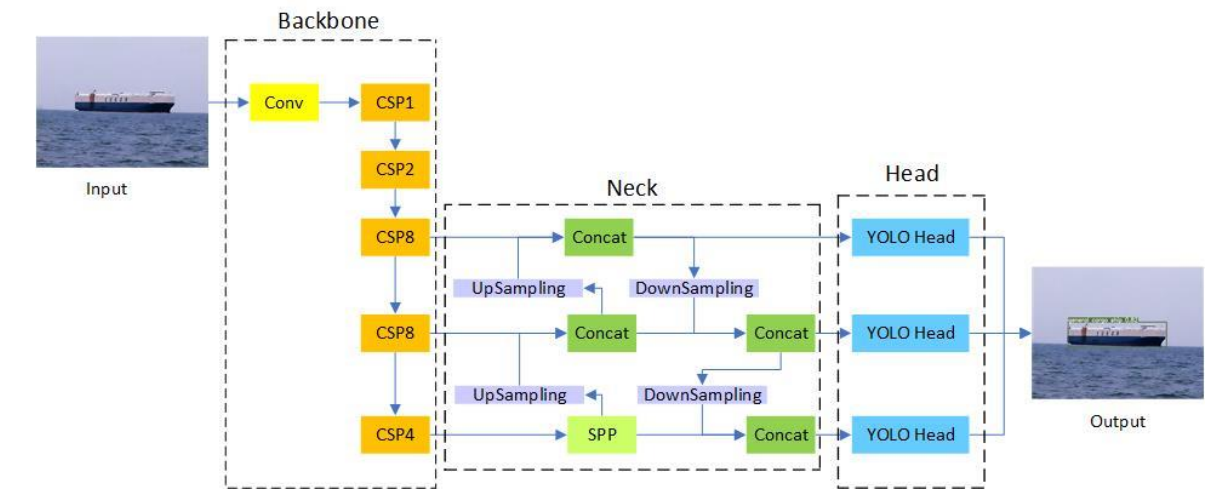 Backbone
Input
Conv
CSP1
CSP2
CSP8
CSP8
CSP4
Neck
Concat
UpSampling
DownSampling
Concat
Concat
UpSampling
DownSampling
SPP
Concat
Head
YOLO Head
YOLO Head
YOLO Head
Output